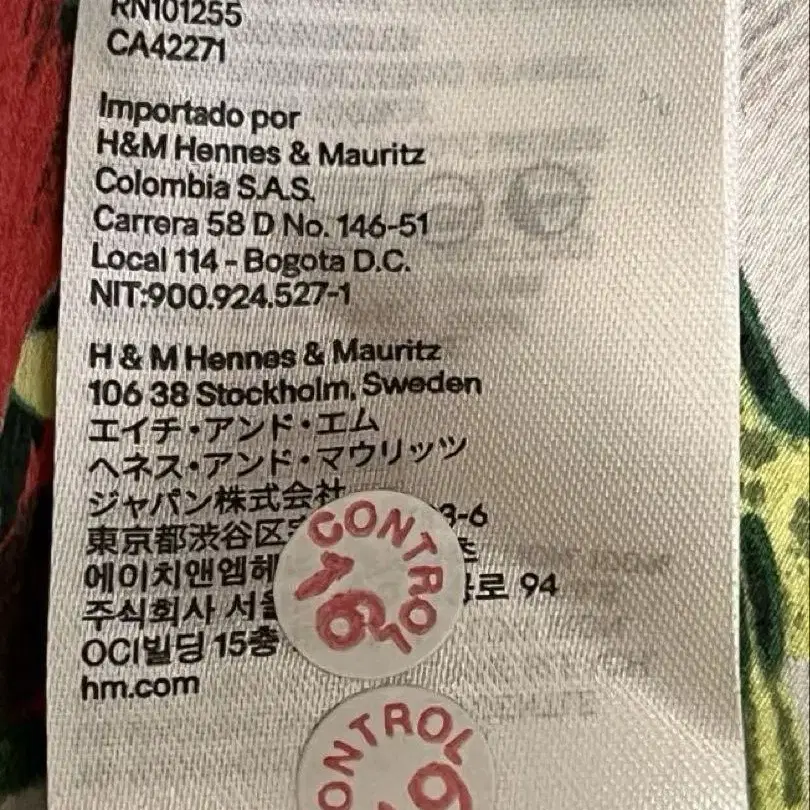 RN101255
CA42271
Importado por
H&M Hennes & Mauritz
Colombia S.A.S.
Carrera 58 D No. 146-51
Local 114 - Bogota D.C.
NIT:900.924.527-1
H & M Hennes & Mauritz
106 38 Stockholm, Sweden
エイチ・アンド・エム
ヘネス・アンド・マウリッツ
ジャパン株式会社
東京都渋谷区 3-6
에이치앤엠헤
주식회사 서울 로 94
OCI빌딩 15층
hm.com
CONTROL
16
CONTROL